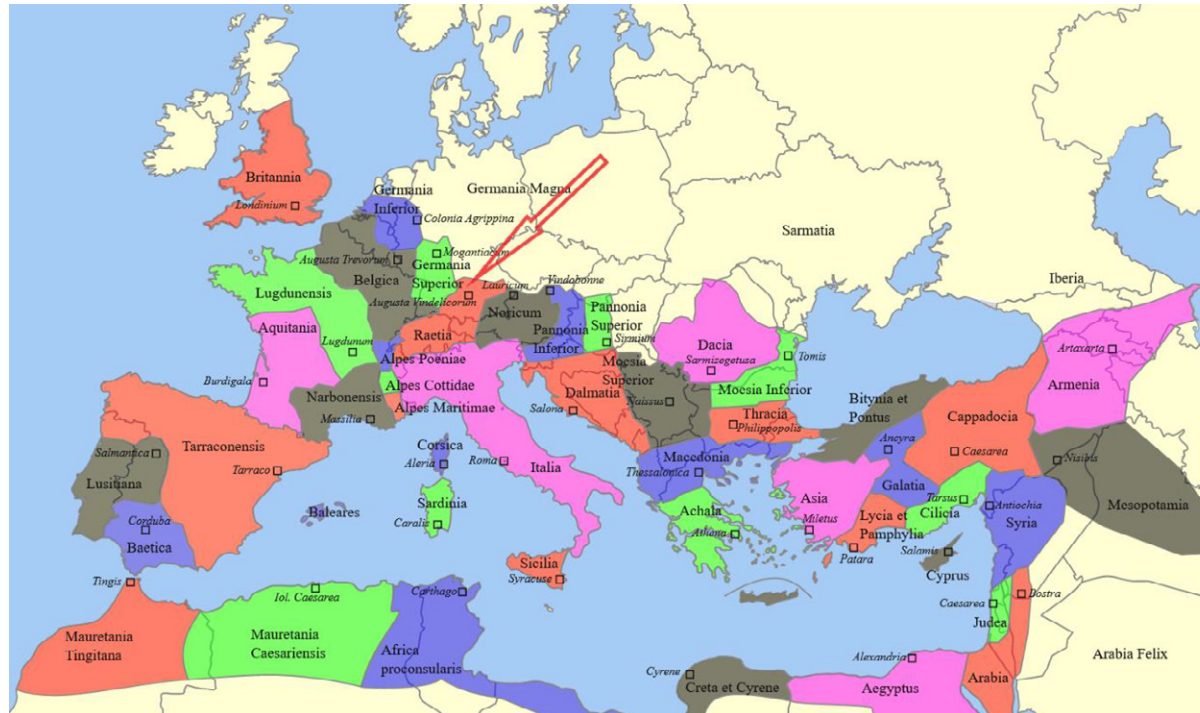 Britannia
Londinium
Germania
Inferior
Germania Magna
Colonia Agrippina
Sarmatia
Mogantiacum
Augusta Trevorum
Belgica
Germania
Superior
Iberia
Lugdunensis
Augusta Vindelicorum
Lauricum
Vindobonne
Noricum
Pannonia
Superior
Sirmium
Aquitania
Raetia
Pannonia
Inferior
Dacia
Sarmizegetusa
Tomis
Artaxarta
Lugdunum
Alpes Poeniae
Moesia
Superior
Armenia
Burdigala
Alpes Cottidae
Dalmatia
Moesia Inferior
Narbonensis
Alpes Maritimae
Naissus
Bitynia et
Pontus
Massilia
Salona
Thracia
Philippopolis
Cappadocia
Tarraconensis
Salmantica
Corsica
Aleria
Roma
Italia
Macedonia
Thessalonica
Ancyra
Caesarea
Nisibis
Tarraco
Lusitiana
Asia
Galatia
Tarsus
Cilicia
Antiochia
Mesopotamia
Baleares
Sardinia
Caralis
Achala
Athena
Miletus
Lycia et
Pamphylia
Syria
Corduba
Baetica
Sicilia
Syracuse
Patara
Salamis
Cyprus
Tingis
Iol. Caesarea
Carthago
Caesarea
Bostra
Judea
Mauretania
Tingitana
Mauretania
Caesariensis
Africa
proconsularis
Cyrene
Creta et Cyrene
Alexandria
Aegyptus
Arabia
Arabia Felix